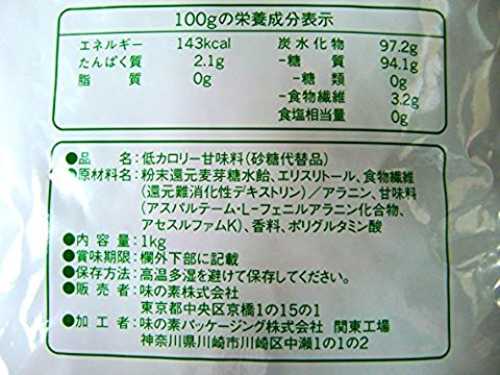 100gの栄養成分表示
エネルギー 143kcal 炭水化物 97.2g
たんぱく質 2.1g -糖質 94.1g
脂質 0g -糖類 0g
-食物繊維 3.2g
食塩相当量 0g
●品名:低カロリー甘味料(砂糖代替品)
●原材料名:粉末還元麦芽糖水飴、エリスリトール、食物繊維
(還元難消化性デキストリン)/アラニン、甘味料
(アスパルテーム・L-フェニルアラニン化合物、
アセスルファムK)、香料、ポリグルタミン酸
●内容量:1kg
●賞味期限:欄外下部に記載
●保存方法:高温多湿を避けて保存してください。
●販売者:味の素株式会社
東京都中央区京橋1の15の1
●加工者:味の素パッケージング株式会社 関東工場
神奈川県川崎市川崎区中瀬1の1の2